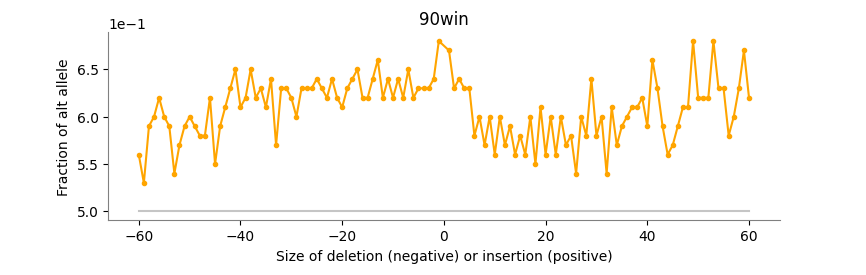 90win
1e−1
Fraction of alt allele
6.5
6.0
5.5
5.0
−60 −40 −20 0 20 40 60
Size of deletion (negative) or insertion (positive)